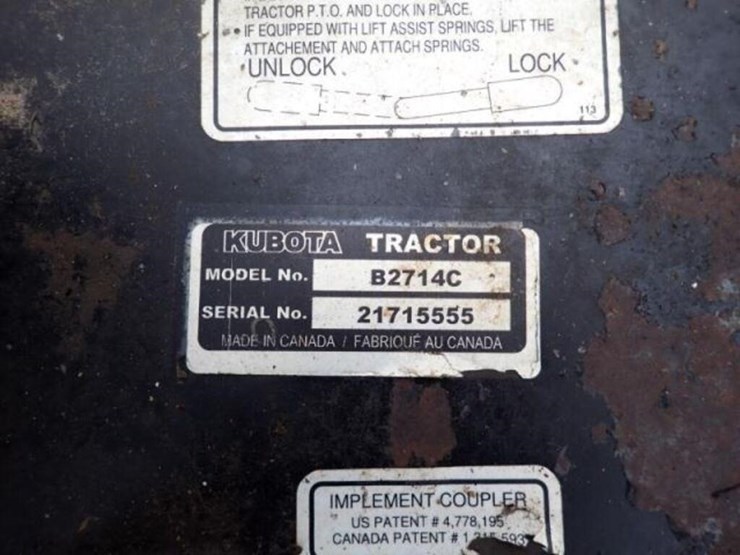 TRACTOR P.T.O. AND LOCK IN PLACE.
• IF EQUIPPED WITH LIFT ASSIST SPRINGS, LIFT THE
ATTACHEMENT AND ATTACH SPRINGS.
• UNLOCK • LOCK •
113
KUBOTA TRACTOR
MODEL No. B2714C
SERIAL No. 21715555
MADE IN CANADA / FABRIQUÉ AU CANADA
IMPLEMENT COUPLER
US PATENT # 4,778,195
CANADA PATENT #